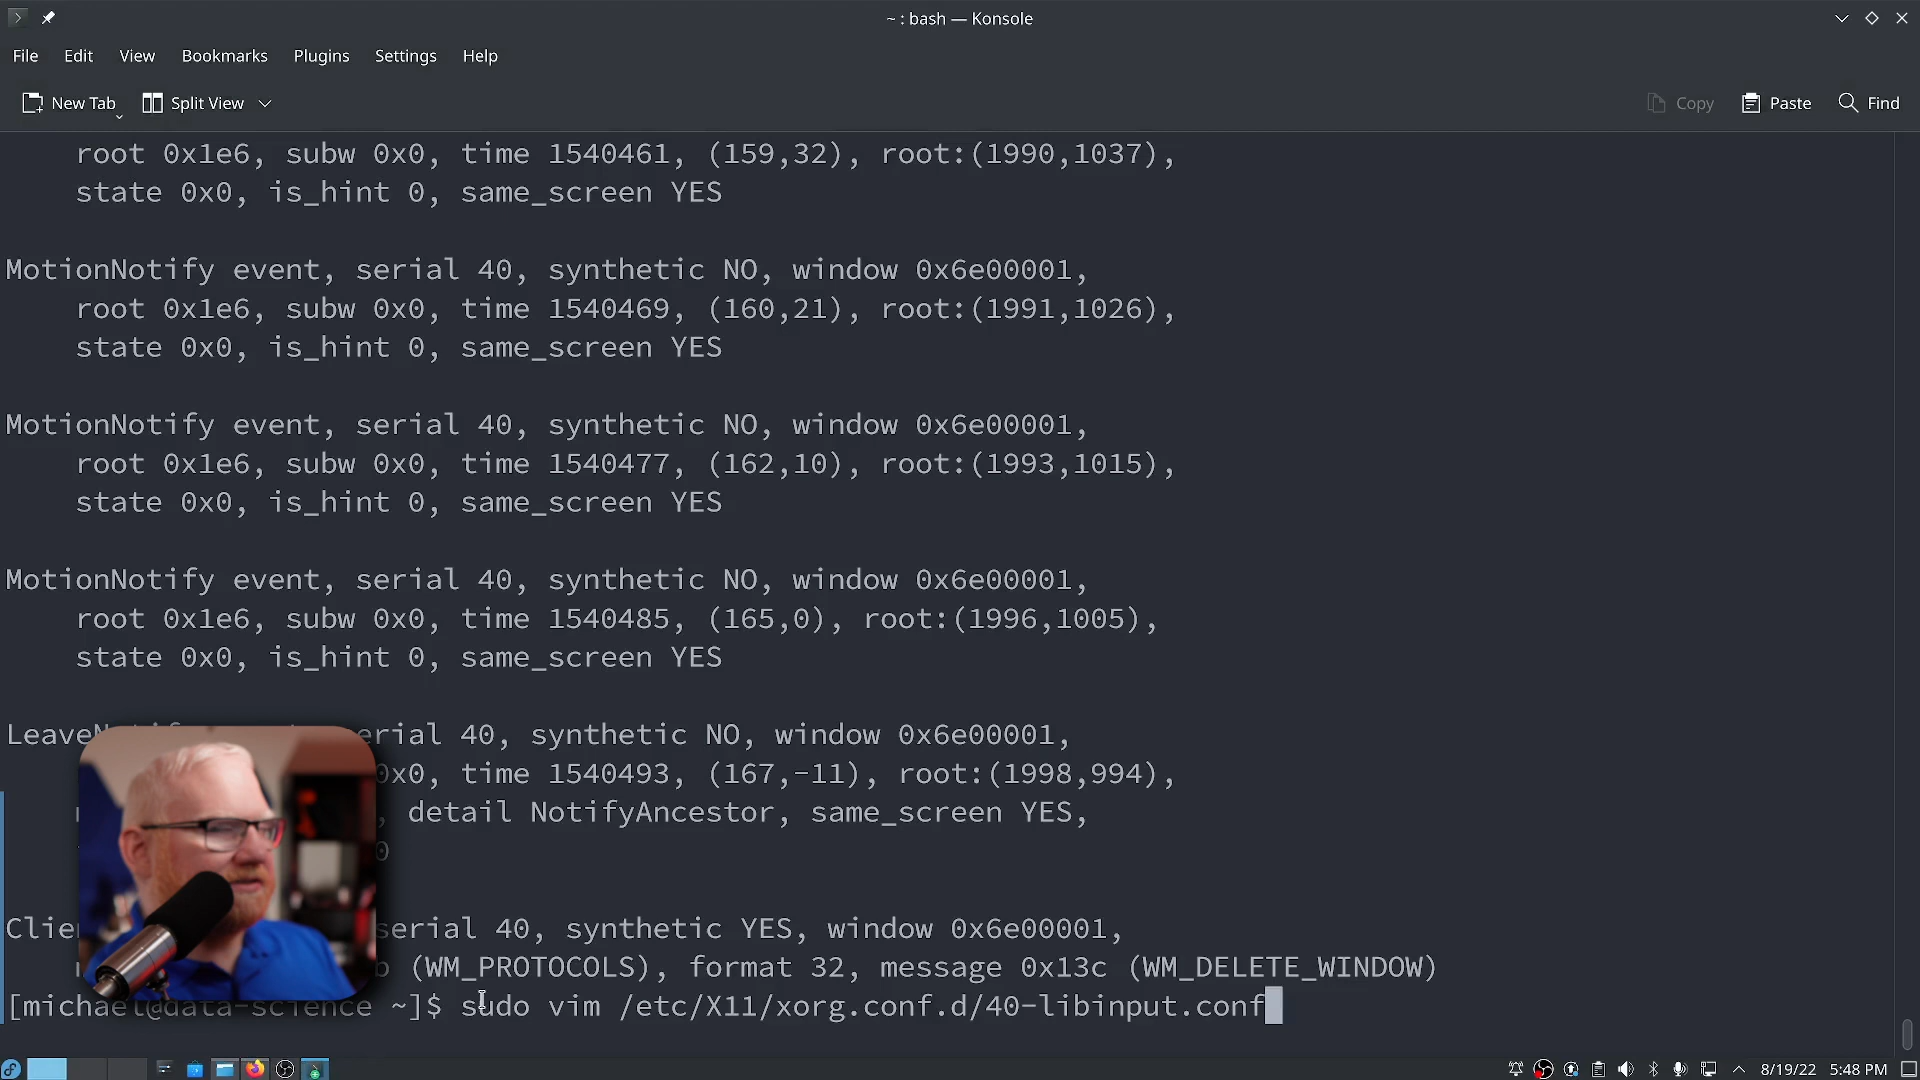 ~ : bash — Konsole
File Edit View Bookmarks Plugins Settings Help
New Tab Split View Copy Paste Find
root 0x1e6, subw 0x0, time 1540461, (159,32), root:(1990,1037),
state 0x0, is_hint 0, same_screen YES
MotionNotify event, serial 40, synthetic NO, window 0x6e00001,
root 0x1e6, subw 0x0, time 1540469, (160,21), root:(1991,1026),
state 0x0, is_hint 0, same_screen YES
MotionNotify event, serial 40, synthetic NO, window 0x6e00001,
root 0x1e6, subw 0x0, time 1540477, (162,10), root:(1993,1015),
state 0x0, is_hint 0, same_screen YES
MotionNotify event, serial 40, synthetic NO, window 0x6e00001,
root 0x1e6, subw 0x0, time 1540485, (165,0), root:(1996,1005),
state 0x0, is_hint 0, same_screen YES
40, synthetic NO, window 0x6e00001,
0x0, time 1540493, (167,-11), root:(1998,994),
detail NotifyAncestor, same_screen YES,
serial 40, synthetic YES, window 0x6e00001,
(WM_PROTOCOLS), format 32, message 0x13c (WM_DELETE_WINDOW)
[michael@data-science ~]$ sudo vim /etc/X11/xorg.conf.d/40-libinput.conf
8/19/22 5:48 PM